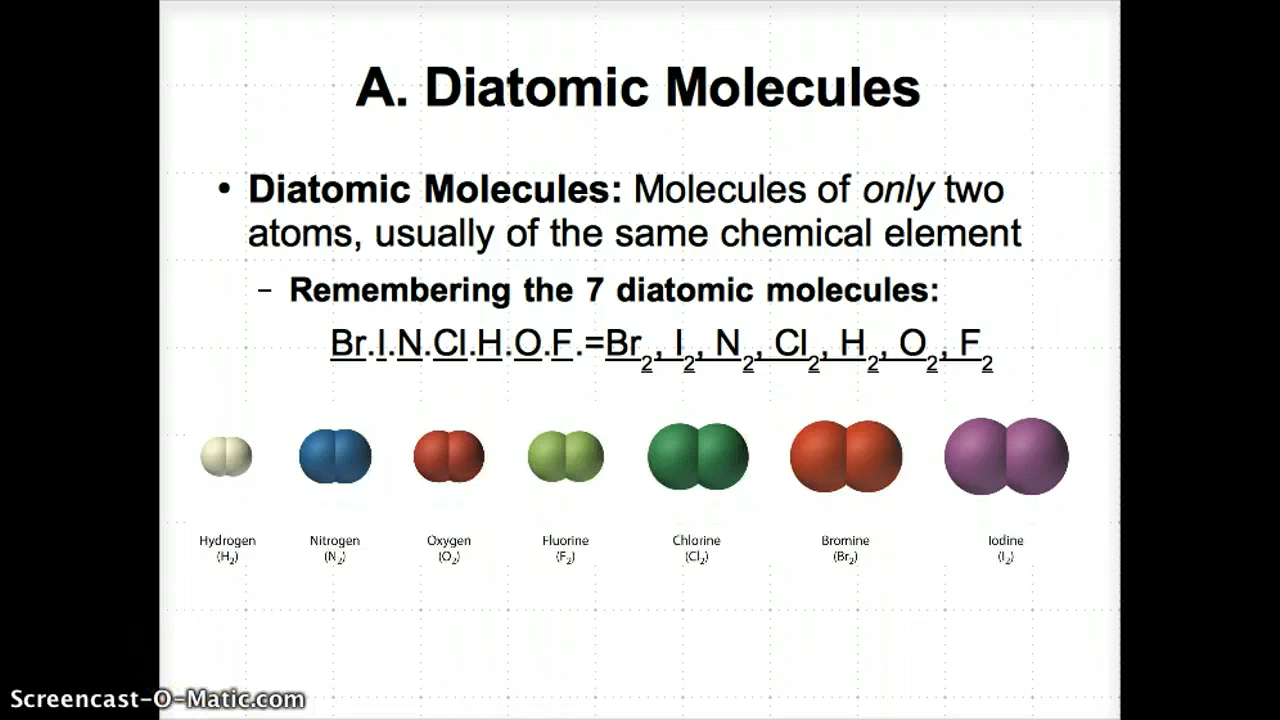 A. Diatomic Molecules
• Diatomic Molecules: Molecules of only two
atoms, usually of the same chemical element
– Remembering the 7 diatomic molecules:
Br.I.N.Cl.H.O.F.=Br₂, I₂, N₂, Cl₂, H₂, O₂, F₂
Hydrogen Nitrogen Oxygen Fluorine Chlorine Bromine Iodine
(H₂) (N₂) (O₂) (F₂) (Cl₂) (Br₂) (I₂)
Screencast-O-Matic.com